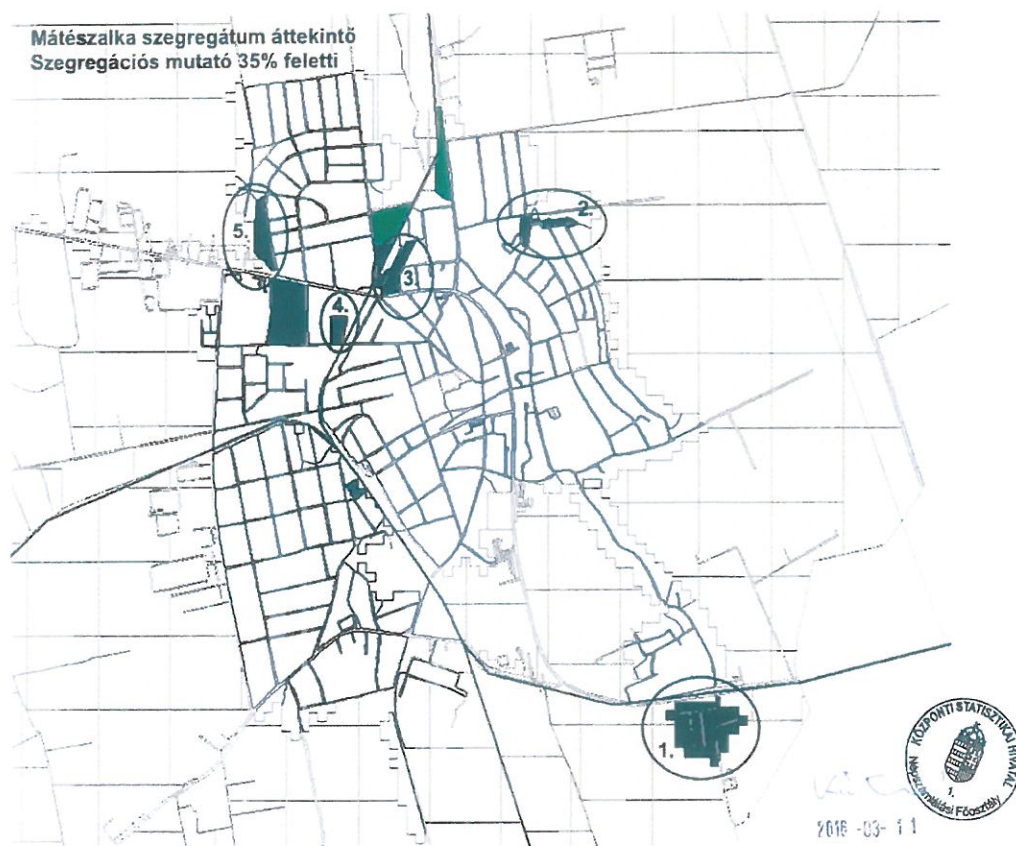 Mátészalka szegregátum áttekintő
Szegregációs mutató 35% feletti
5.
2.
3.
4.
1.
KÖZPONTI STATISZTIKAI HIVATAL
1.
Népszámlálási Főosztály
2016 -03- 11